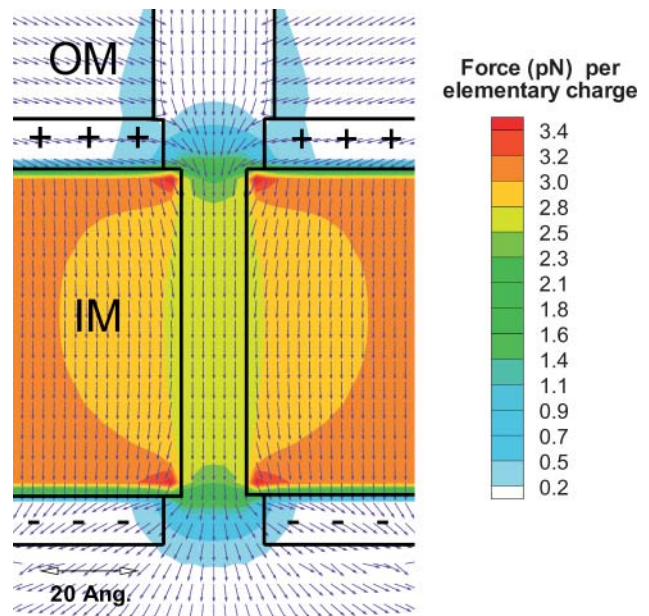 OM
+ + +
+ + +
IM
- - -
- - -
20 Ang.
Force (pN) per
elementary charge
3.4
3.2
3.0
2.8
2.5
2.3
2.1
1.8
1.6
1.4
1.1
0.9
0.7
0.5
0.2